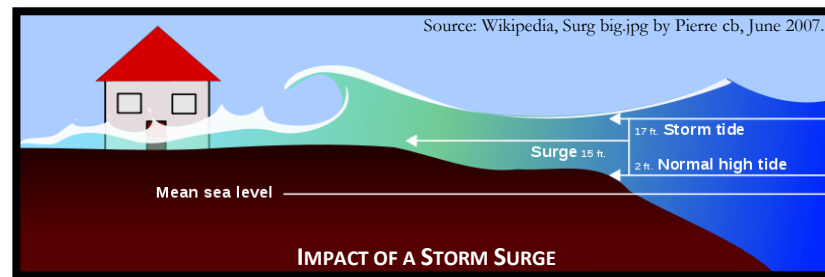 Source: Wikipedia, Surg big.jpg by Pierre cb, June 2007.
17 ft. Storm tide
Surge 15 ft.
2 ft. Normal high tide
Mean sea level
IMPACT OF A STORM SURGE